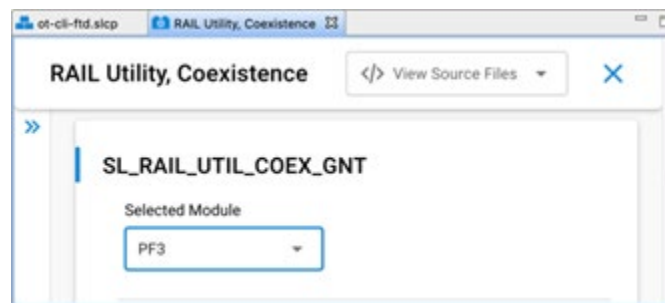 ot-cli-ftd.slcp RAIL Utility, Coexistence
RAIL Utility, Coexistence </> View Source Files
SL_RAIL_UTIL_COEX_GNT
Selected Module
PF3